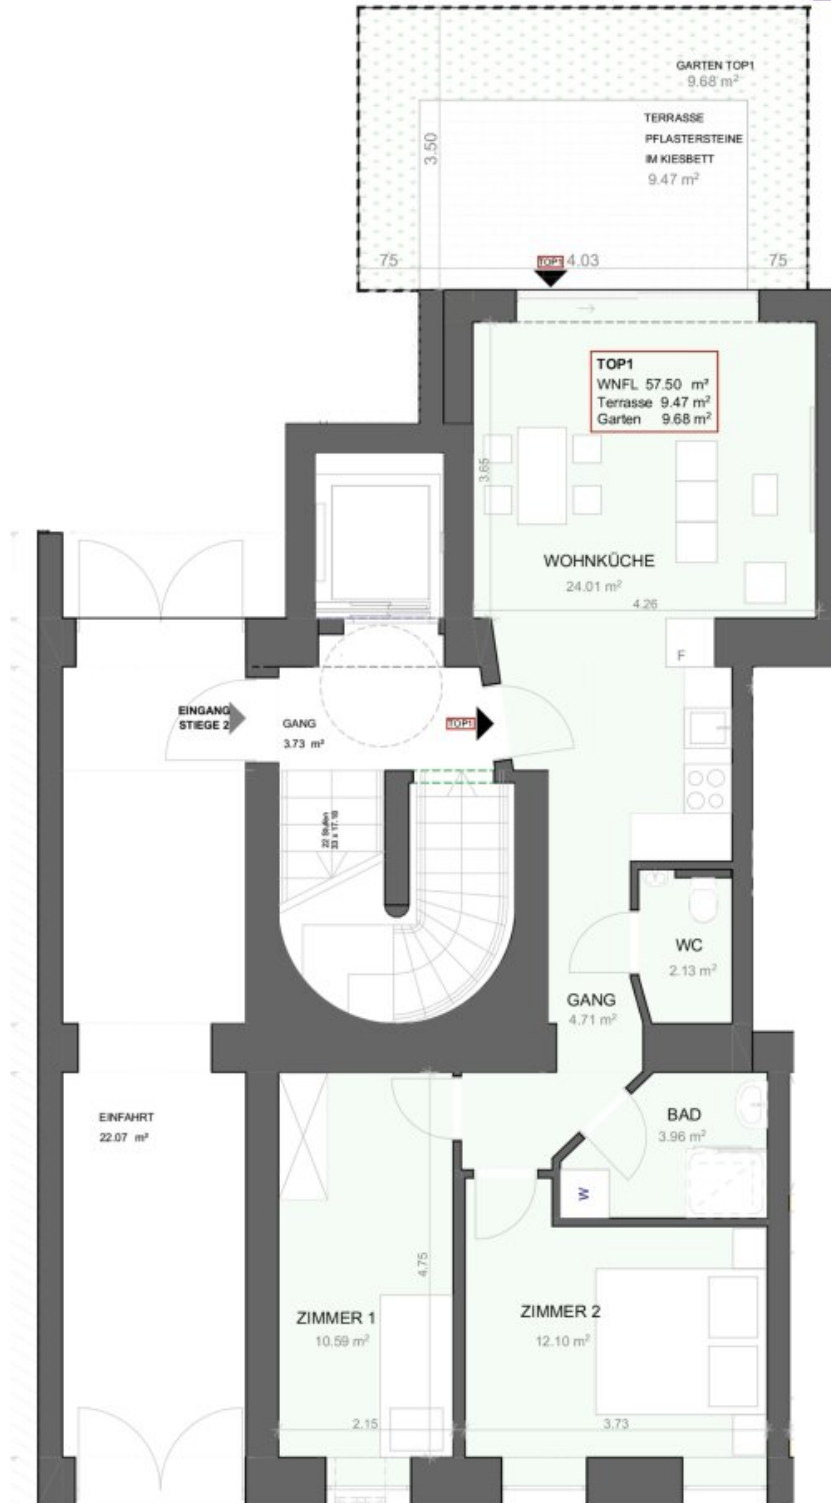 GARTEN TOP1
9.68 m²
TERRASSE
PFLASTERSTEINE
IM KIESBETT
9.47 m²
3.50
75
TOP1
4.03
75
TOP1
WNFL 57.50 m²
Terrasse 9.47 m²
Garten 9.68 m²
3.65
WOHNKÜCHE
24.01 m²
4.26
F
EINGANG
STIEGE 2
GANG
3.73 m²
TOP1
22 Stufen
33 x 17.18
WC
2.13 m²
GANG
4.71 m²
EINFAHRT
22.07 m²
BAD
3.96 m²
W
4.75
ZIMMER 1
10.59 m²
ZIMMER 2
12.10 m²
2.15
3.73